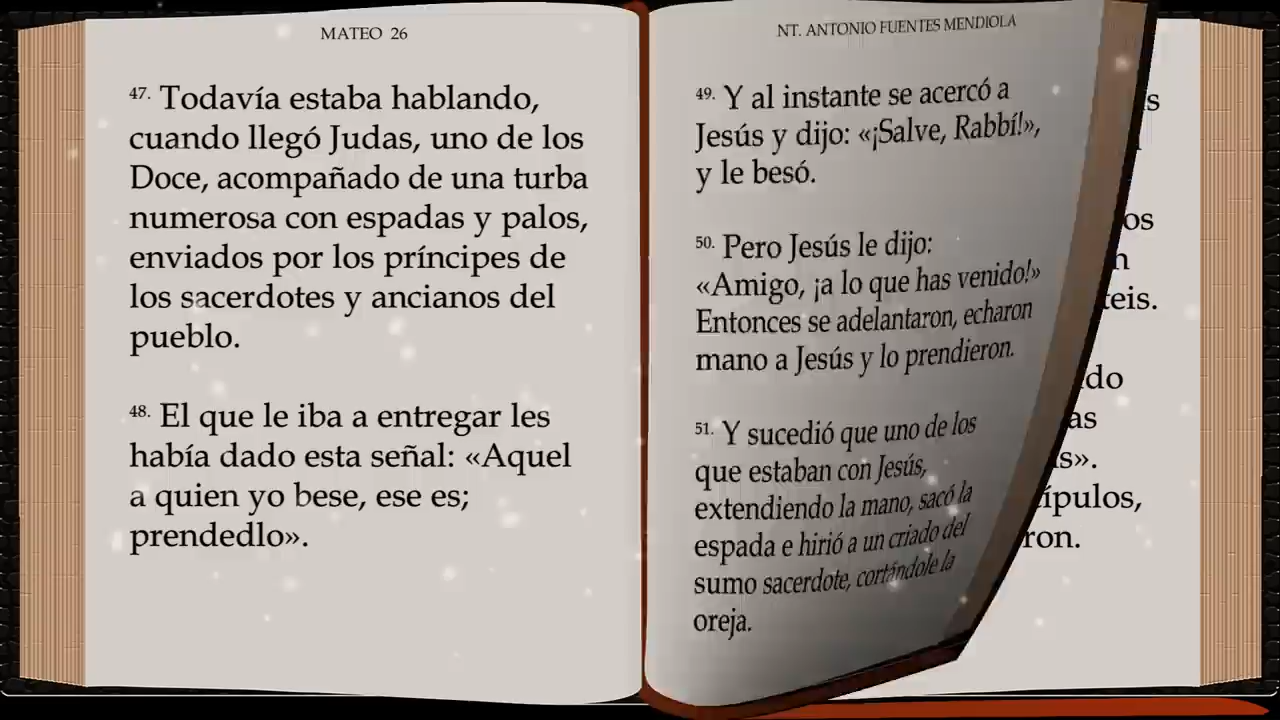 MATEO 26
47. Todavía estaba hablando,
cuando llegó Judas, uno de los
Doce, acompañado de una turba
numerosa con espadas y palos,
enviados por los príncipes de
los sacerdotes y ancianos del
pueblo.
48. El que le iba a entregar les
había dado esta señal: «Aquel
a quien yo bese, ese es;
prendedlo».
NT. ANTONIO FUENTES MENDIOLA
49. Y al instante se acercó a
Jesús y dijo: «¡Salve, Rabbí!»,
y le besó.
50. Pero Jesús le dijo:
«Amigo, ¡a lo que has venido!»
Entonces se adelantaron, echaron
mano a Jesús y lo prendieron.
51. Y sucedió que uno de los
que estaban con Jesús,
extendiendo la mano, sacó la
espada e hirió a un criado del
sumo sacerdote, cortándole la
oreja.